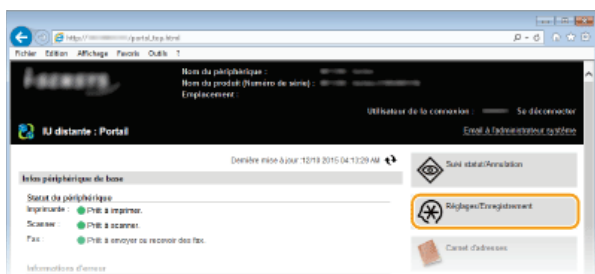 http://
/portal_top.html
Fichier Edition Affichage Favoris Outils ?
Nom du périphérique :
Nom du produit (Numéro de série) :
Emplacement :
Utilisateur de la connexion : Se déconnecter
IU distante : Portail
Email à l'administrateur système
Dernière mise à jour :12/18 2015 04:13:29 AM
Suivi statut/Annulation
Infos périphérique de base
Statut du périphérique
Imprimante : Prêt à imprimer.
Réglages/Enregistrement
Scanner : Prêt à scanner.
Fax : Prêt à envoyer ou recevoir des fax.
Carnet d'adresses
Informations d'erreur